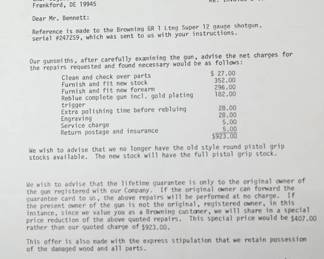 Frankford, DE 19945
Dear Mr. Bennett:
Reference is made to the Browning GR 1 Ltng Super 12 gauge shotgun,
serial #247259, which was sent to us with your instructions.
Our gunsmiths, after carefully examining the gun, advise the net charges for
the repairs requested and found necessary would be as follows:
Clean and check over parts $ 27.00
Furnish and fit new stock 352.00
Furnish and fit new forearm 296.00
Reblue complete gun incl. gold plating 182.00
trigger
Extra polishing time before rebluing 28.00
Engraving 28.00
Service charge 5.00
Return postage and insurance 5.00
$923.00
We wish to advise that we no longer have the old style round pistol grip
stocks available. The new stock will have the full pistol grip stock.
We wish to advise that the lifetime guarantee is only to the original owner of
the gun registered with our Company. If the original owner can forward the
guarantee card to us, the above repairs will be performed at no charge. If
the present owner of the gun is not the original, registered owner, in this
instance, since we value you as a Browning customer, we will share in a special
price reduction of the above quoted repairs. This special price would be $407.00
rather than our quoted charge of $923.00.
This offer is also made with the express stipulation that we retain possession
of the damaged wood and all parts.